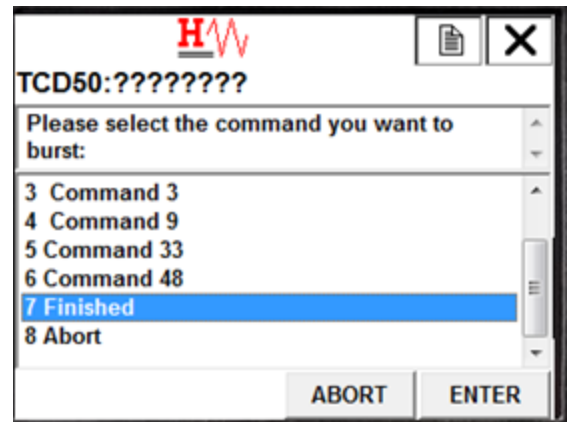 H
TCD50:????????
Please select the command you want to
burst:
3 Command 3
4 Command 9
5 Command 33
6 Command 48
7 Finished
8 Abort
ABORT ENTER